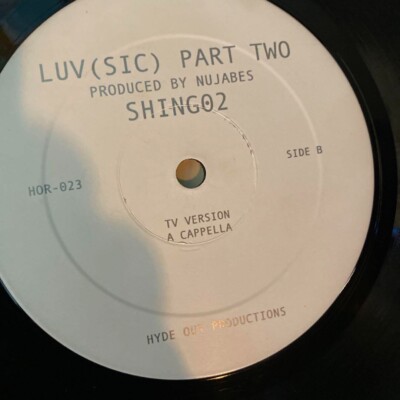 LUV(SIC) PART TWO
PRODUCED BY NUJABES
SHING02
HOR-023
SIDE B
TV VERSION
A CAPPELLA
HYDE OUT PRODUCTIONS